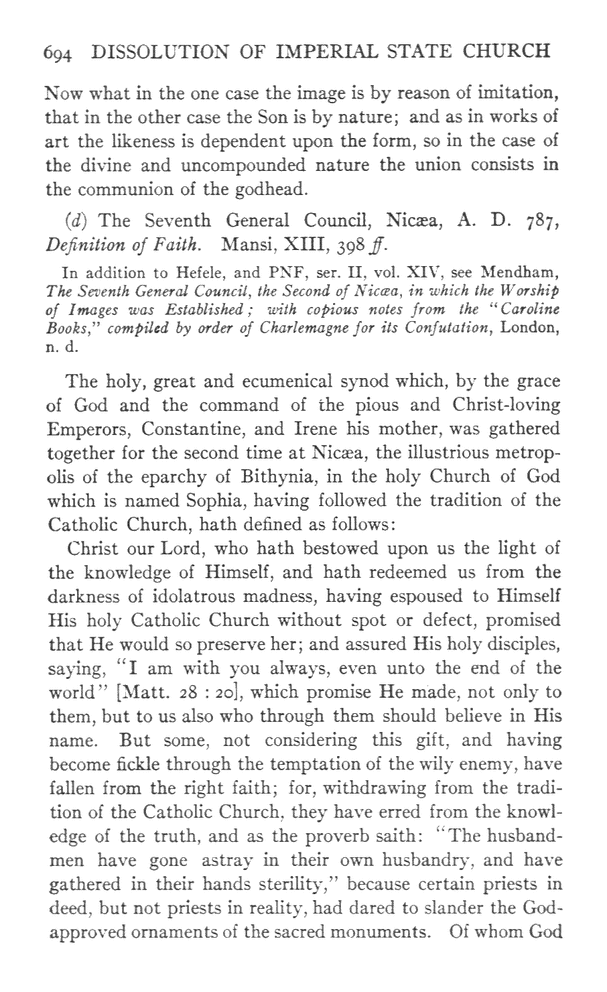 694 DISSOLUTION OF IMPERIAL STATE CHURCH
Now what in the one case the image is by reason of imitation,
that in the other case the Son is by nature; and as in works of
art the likeness is dependent upon the form, so in the case of
the divine and uncompounded nature the union consists in
the communion of the godhead.
(d) The Seventh General Council, Nicæa, A. D. 787,
Definition of Faith. Mansi, XIII, 398 ff.
In addition to Hefele, and PNF, ser. II, vol. XIV, see Mendham,
The Seventh General Council, the Second of Nicæa, in which the Worship
of Images was Established; with copious notes from the "Caroline
Books," compiled by order of Charlemagne for its Confutation, London,
n. d.
The holy, great and ecumenical synod which, by the grace
of God and the command of the pious and Christ-loving
Emperors, Constantine, and Irene his mother, was gathered
together for the second time at Nicæa, the illustrious metrop-
olis of the eparchy of Bithynia, in the holy Church of God
which is named Sophia, having followed the tradition of the
Catholic Church, hath defined as follows:
Christ our Lord, who hath bestowed upon us the light of
the knowledge of Himself, and hath redeemed us from the
darkness of idolatrous madness, having espoused to Himself
His holy Catholic Church without spot or defect, promised
that He would so preserve her; and assured His holy disciples,
saying, "I am with you always, even unto the end of the
world" [Matt. 28 : 20], which promise He made, not only to
them, but to us also who through them should believe in His
name. But some, not considering this gift, and having
become fickle through the temptation of the wily enemy, have
fallen from the right faith; for, withdrawing from the tradi-
tion of the Catholic Church, they have erred from the knowl-
edge of the truth, and as the proverb saith: "The husband-
men have gone astray in their own husbandry, and have
gathered in their hands sterility," because certain priests in
deed, but not priests in reality, had dared to slander the God-
approved ornaments of the sacred monuments. Of whom God